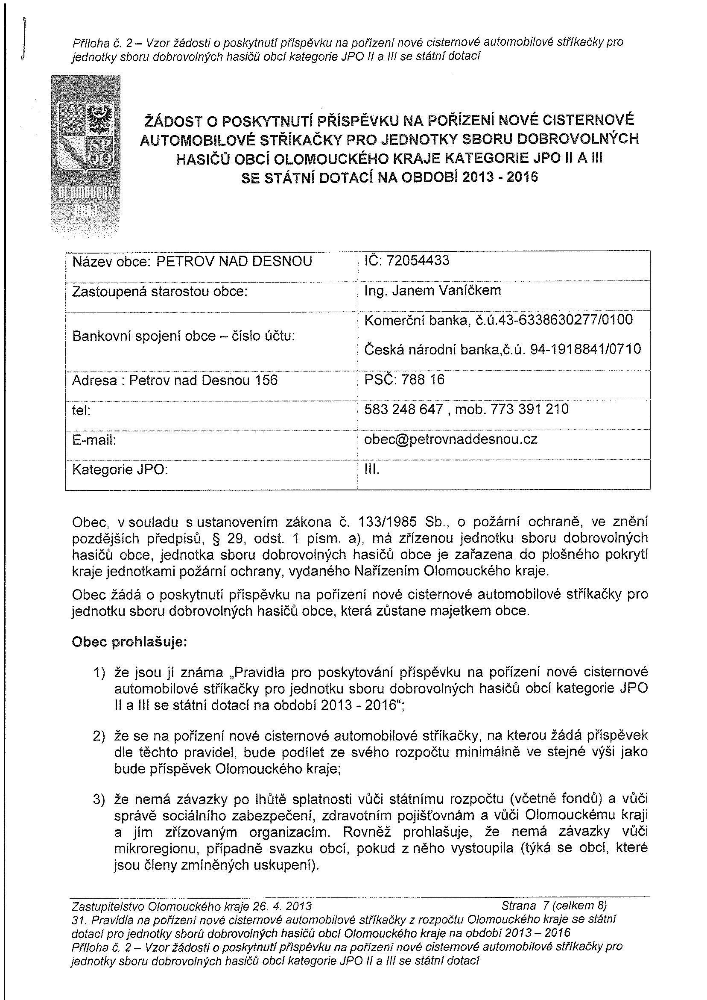 Příloha č. 2 – Vzor žádosti o poskytnutí příspěvku na pořízení nové cisternové automobilové stříkačky pro
jednotky sboru dobrovolných hasičů obcí kategorie JPO II a III se státní dotací
SP
QO
OLOMOUCKÝ
KRAJ
ŽÁDOST O POSKYTNUTÍ PŘÍSPĚVKU NA POŘÍZENÍ NOVÉ CISTERNOVÉ
AUTOMOBILOVÉ STŘÍKAČKY PRO JEDNOTKY SBORU DOBROVOLNÝCH
HASIČŮ OBCÍ OLOMOUCKÉHO KRAJE KATEGORIE JPO II A III
SE STÁTNÍ DOTACÍ NA OBDOBÍ 2013 - 2016
Název obce: PETROV NAD DESNOU
IČ: 72054433
Zastoupená starostou obce:
Ing. Janem Vaníčkem
Bankovní spojení obce – číslo účtu:
Komerční banka, č.ú.43-6338630277/0100
Česká národní banka,č.ú. 94-1918841/0710
Adresa : Petrov nad Desnou 156
PSČ: 788 16
tel:
583 248 647 , mob. 773 391 210
E-mail:
obec@petrovnaddesnou.cz
Kategorie JPO:
III.
Obec, v souladu s ustanovením zákona č. 133/1985 Sb., o požární ochraně, ve znění
pozdějších předpisů, § 29, odst. 1 písm. a), má zřízenou jednotku sboru dobrovolných
hasičů obce, jednotka sboru dobrovolných hasičů obce je zařazena do plošného pokrytí
kraje jednotkami požární ochrany, vydaného Nařízením Olomouckého kraje.
Obec žádá o poskytnutí příspěvku na pořízení nové cisternové automobilové stříkačky pro
jednotku sboru dobrovolných hasičů obce, která zůstane majetkem obce.
Obec prohlašuje:
1) že jsou jí známa „Pravidla pro poskytování příspěvku na pořízení nové cisternové
automobilové stříkačky pro jednotku sboru dobrovolných hasičů obcí kategorie JPO
II a III se státní dotací na období 2013 - 2016“;
2) že se na pořízení nové cisternové automobilové stříkačky, na kterou žádá příspěvek
dle těchto pravidel, bude podílet ze svého rozpočtu minimálně ve stejné výši jako
bude příspěvek Olomouckého kraje;
3) že nemá závazky po lhůtě splatnosti vůči státnímu rozpočtu (včetně fondů) a vůči
správě sociálního zabezpečení, zdravotním pojišťovnám a vůči Olomouckému kraji
a jím zřizovaným organizacím. Rovněž prohlašuje, že nemá závazky vůči
mikroregionu, případně svazku obcí, pokud z něho vystoupila (týká se obcí, které
jsou členy zmíněných uskupení).
Zastupitelstvo Olomouckého kraje 26. 4. 2013 Strana 7 (celkem 8)
31. Pravidla na pořízení nové cisternové automobilové stříkačky z rozpočtu Olomouckého kraje se státní
dotací pro jednotky sborů dobrovolných hasičů obcí Olomouckého kraje na období 2013 – 2016
Příloha č. 2 – Vzor žádosti o poskytnutí příspěvku na pořízení nové cisternové automobilové stříkačky pro
jednotky sboru dobrovolných hasičů obcí kategorie JPO II a III se státní dotací